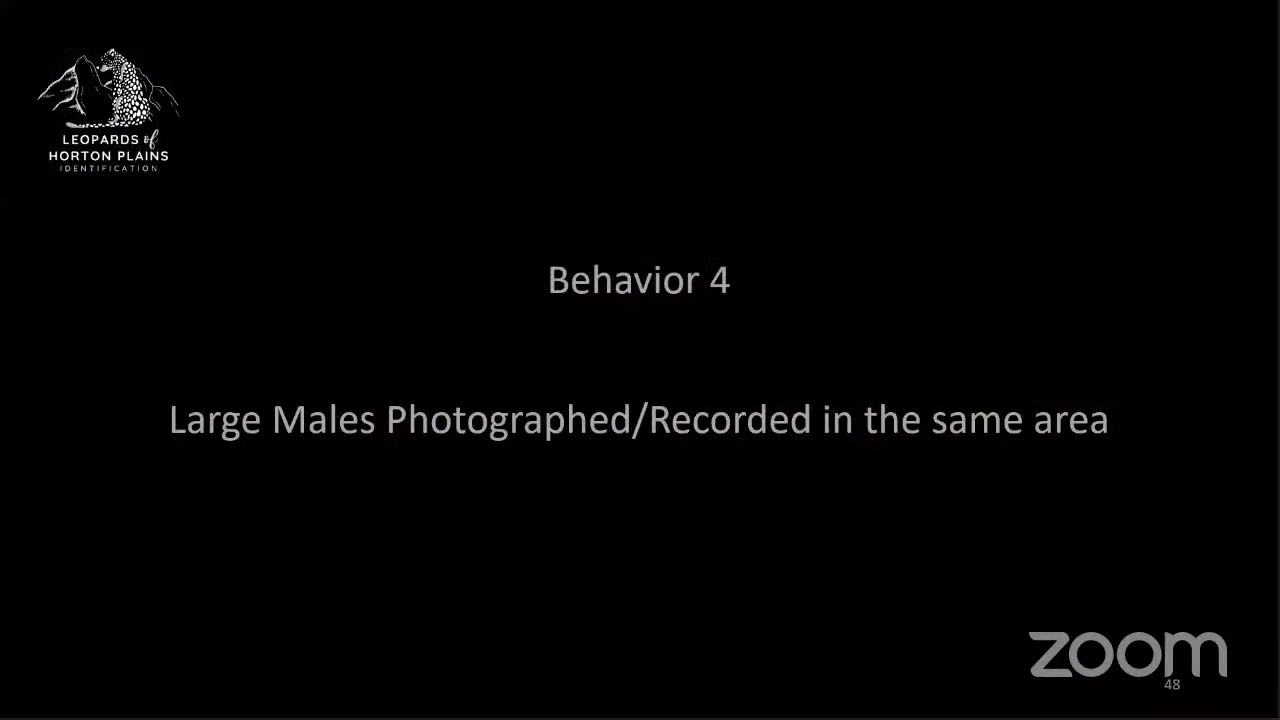 LEOPARDS of
HORTON PLAINS
IDENTIFICATION
Behavior 4
Large Males Photographed/Recorded in the same area
zoom
48